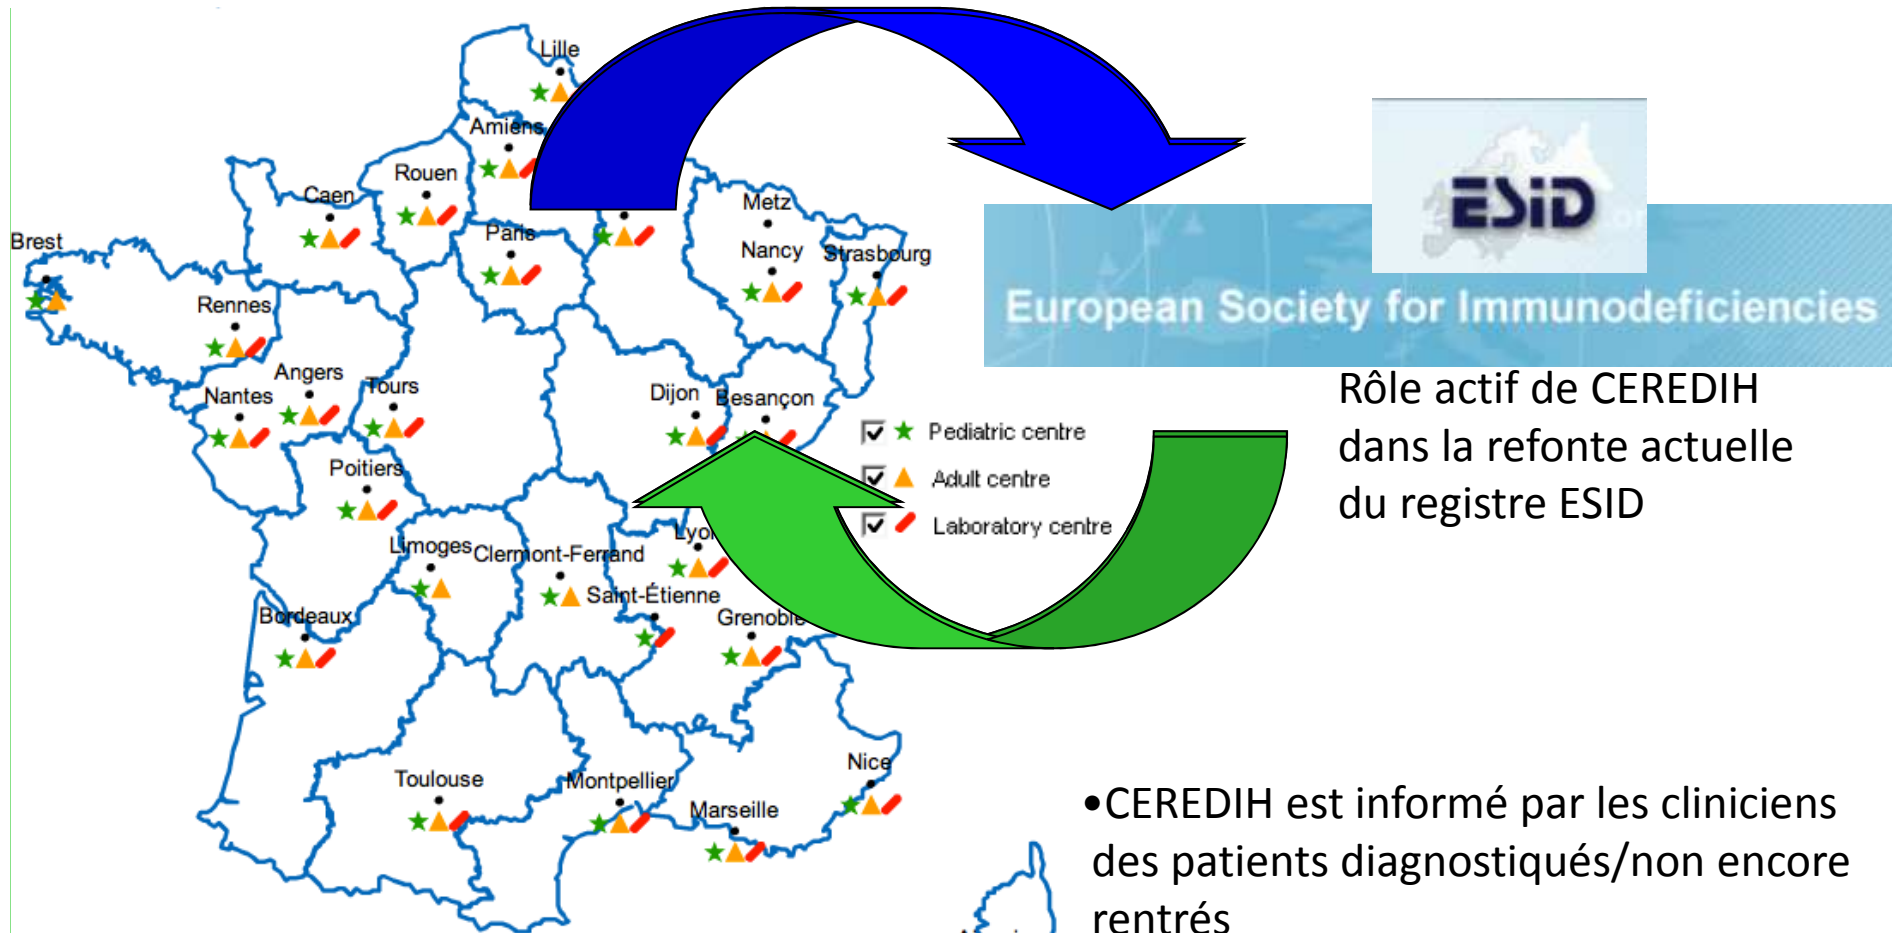 Lille
Amiens
Rouen
Caen
Metz
Paris
Brest
Nancy
Strasbourg
Rennes
Angers
Tours
Nantes
Dijon
Besançon
Poitiers
Limoges
Clermont-Ferrand
Lyon
Saint-Étienne
Grenoble
Bordeaux
Toulouse
Montpellier
Marseille
Nice
Pediatric centre
Adult centre
Laboratory centre
ESiD
European Society for Immunodeficiencies
Rôle actif de CEREDIH
dans la refonte actuelle
du registre ESID
•CEREDIH est informé par les cliniciens
des patients diagnostiqués/non encore
rentrés